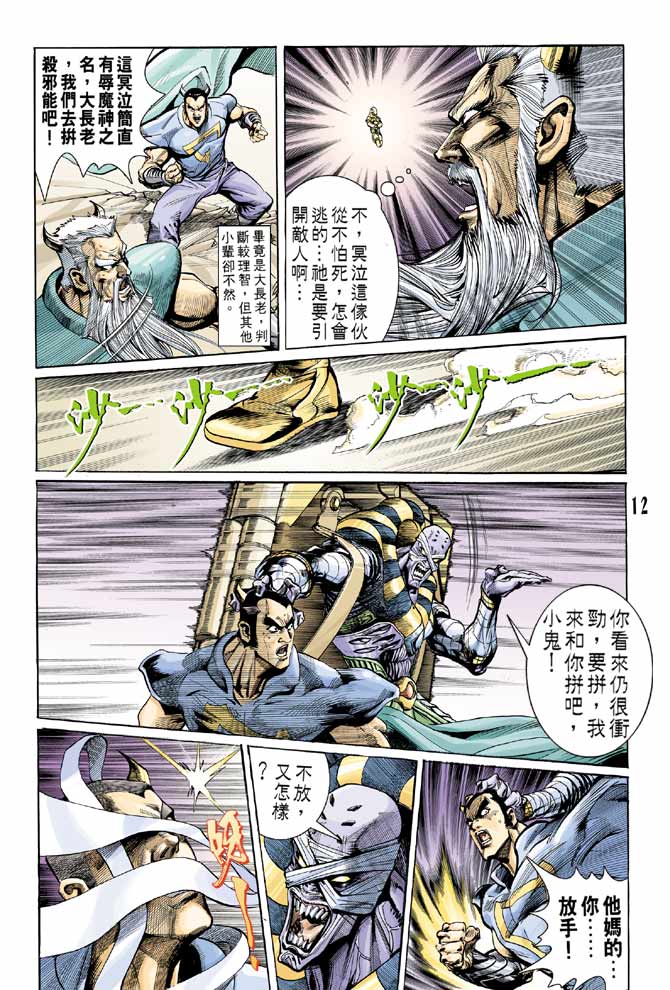 不，冥泣這傢伙
從不怕死，怎會
逃的…祂是要引
開敵人啊…
這冥泣簡直
有辱魔神之
名，大長老
，我們去拚
殺邪能吧！
畢竟是大長老，判
斷較理智，但其他
小輩卻不然。
沙——沙——
沙——沙——
12
你看來仍很衝
勁，要拼，我
來和你拼吧，
小鬼！
他媽的…
你……
放手！
不放，
又怎樣
？